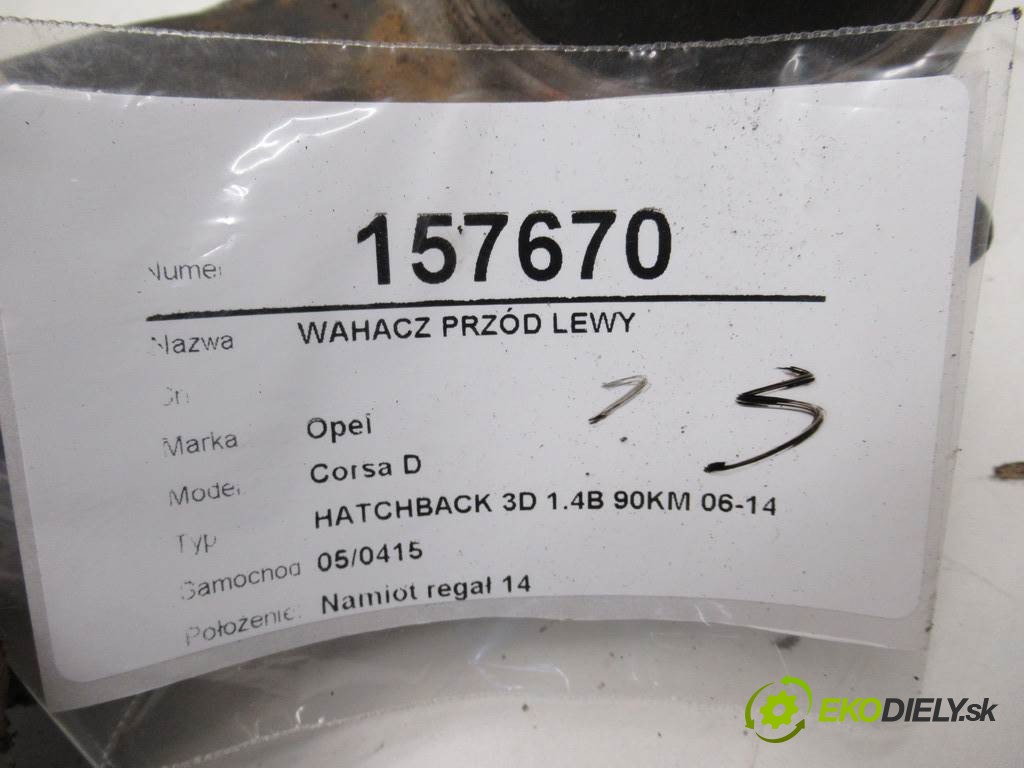 Numer 157670
Nazwa WAHACZ PRZÓD LEWY
Marka Opel
Model Corsa D
Typ HATCHBACK 3D 1.4B 90KM 06-14
Samochod 05/0415
Położenie: Namiot regał 14
EKODIELY.sk